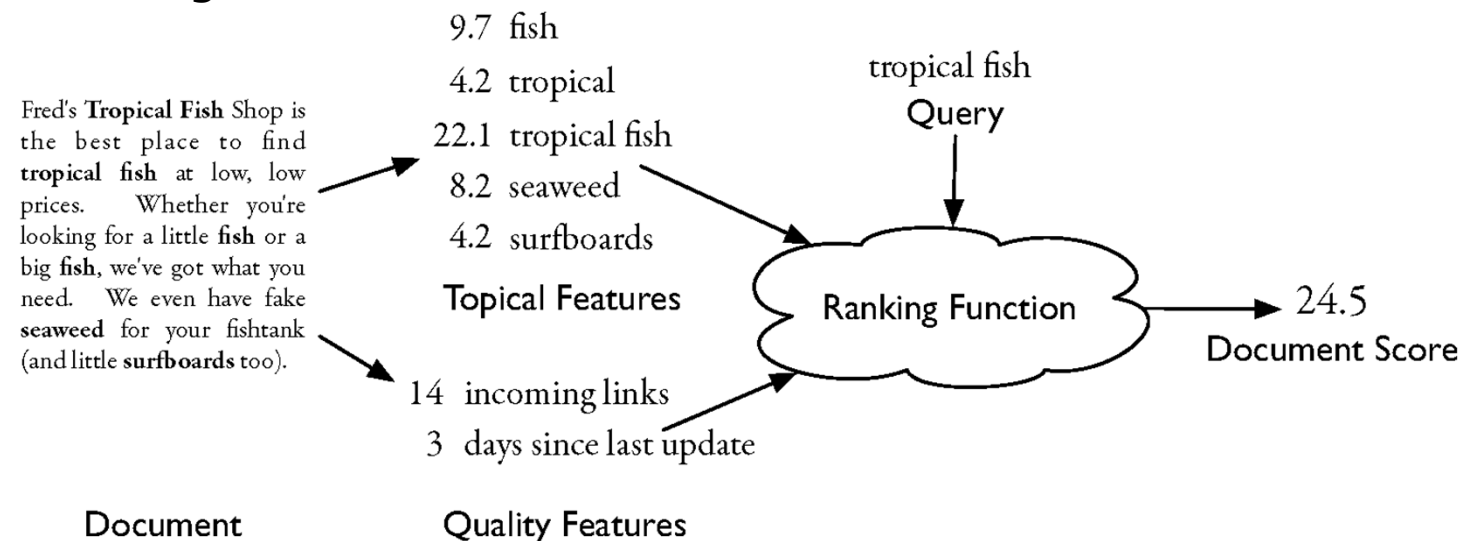 Fred's Tropical Fish Shop is
the best place to find
tropical fish at low, low
prices. Whether you're
looking for a little fish or a
big fish, we've got what you
need. We even have fake
seaweed for your fishtank
(and little surfboards too).
Document
9.7 fish
4.2 tropical
22.1 tropical fish
8.2 seaweed
4.2 surfboards
Topical Features
14 incoming links
3 days since last update
Quality Features
tropical fish
Query
Ranking Function
24.5
Document Score